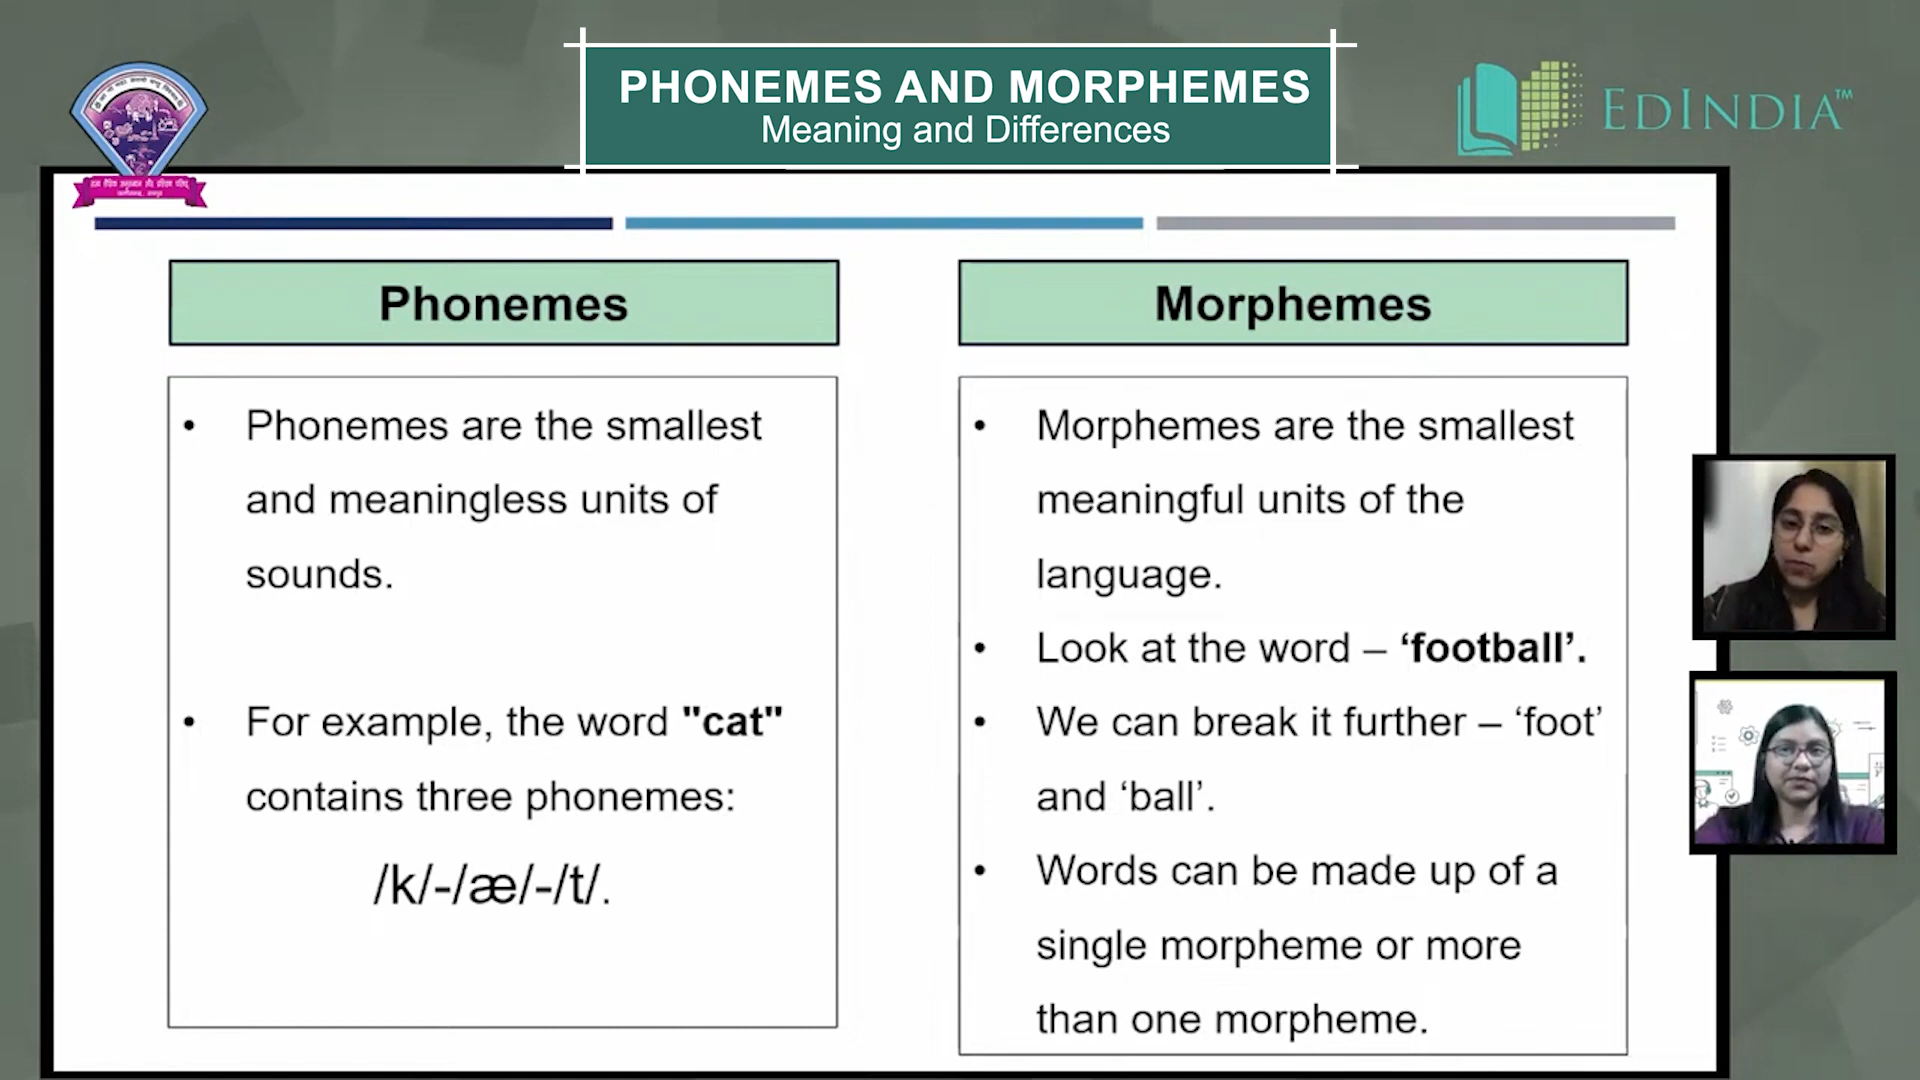 PHONEMES AND MORPHEMES
Meaning and Differences
EDINDIA™
Phonemes
• Phonemes are the smallest
and meaningless units of
sounds.
• For example, the word "cat"
contains three phonemes:
/k/-/æ/-/t/.
Morphemes
• Morphemes are the smallest
meaningful units of the
language.
• Look at the word – ‘football’.
• We can break it further – ‘foot’
and ‘ball’.
• Words can be made up of a
single morpheme or more
than one morpheme.